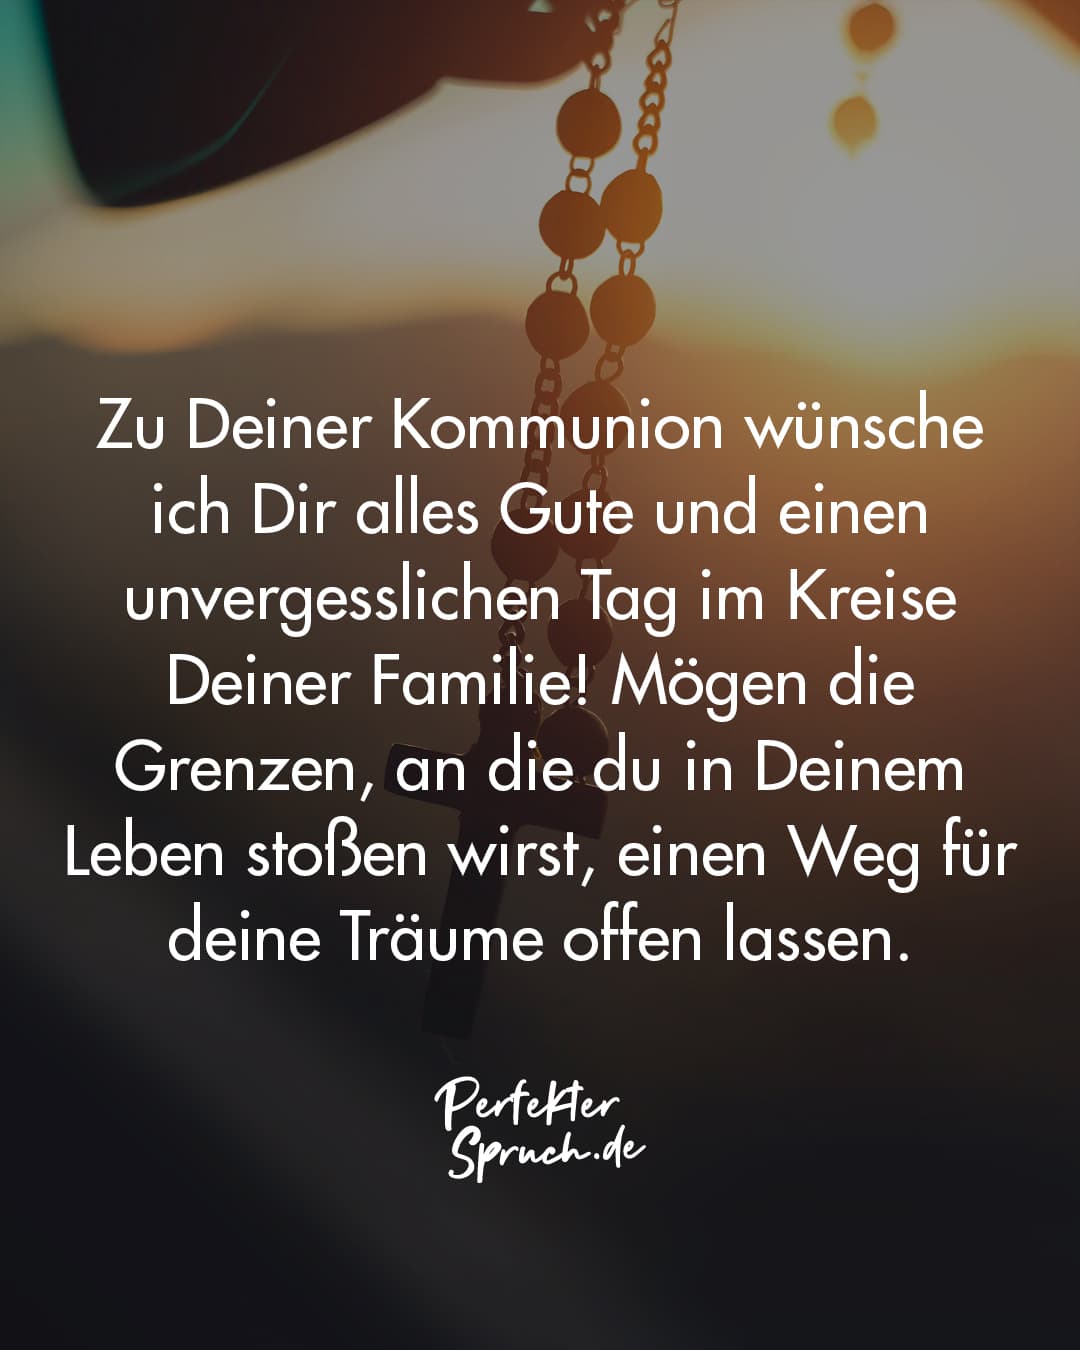 Zu Deiner Kommunion wünsche
ich Dir alles Gute und einen
unvergesslichen Tag im Kreise
Deiner Familie! Mögen die
Grenzen, an die du in Deinem
Leben stoßen wirst, einen Weg für
deine Träume offen lassen.
Perfekter
Spruch.de